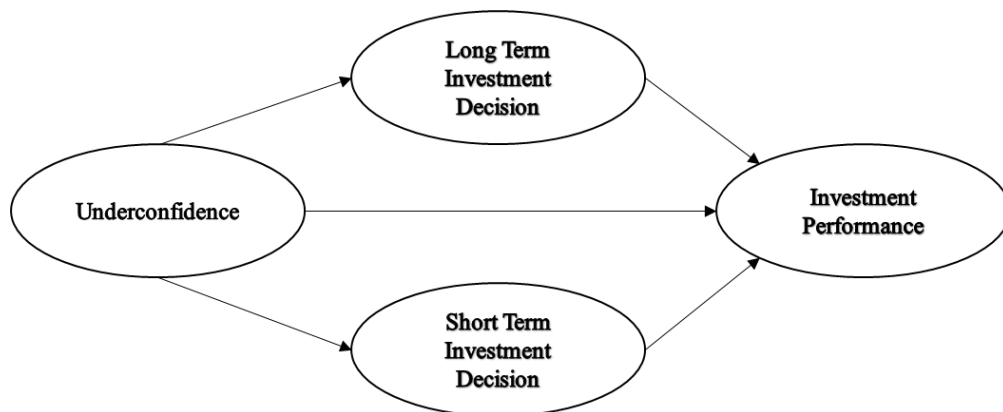 Long Term
Investment
Decision
Underconfidence
Investment
Performance
Short Term
Investment
Decision